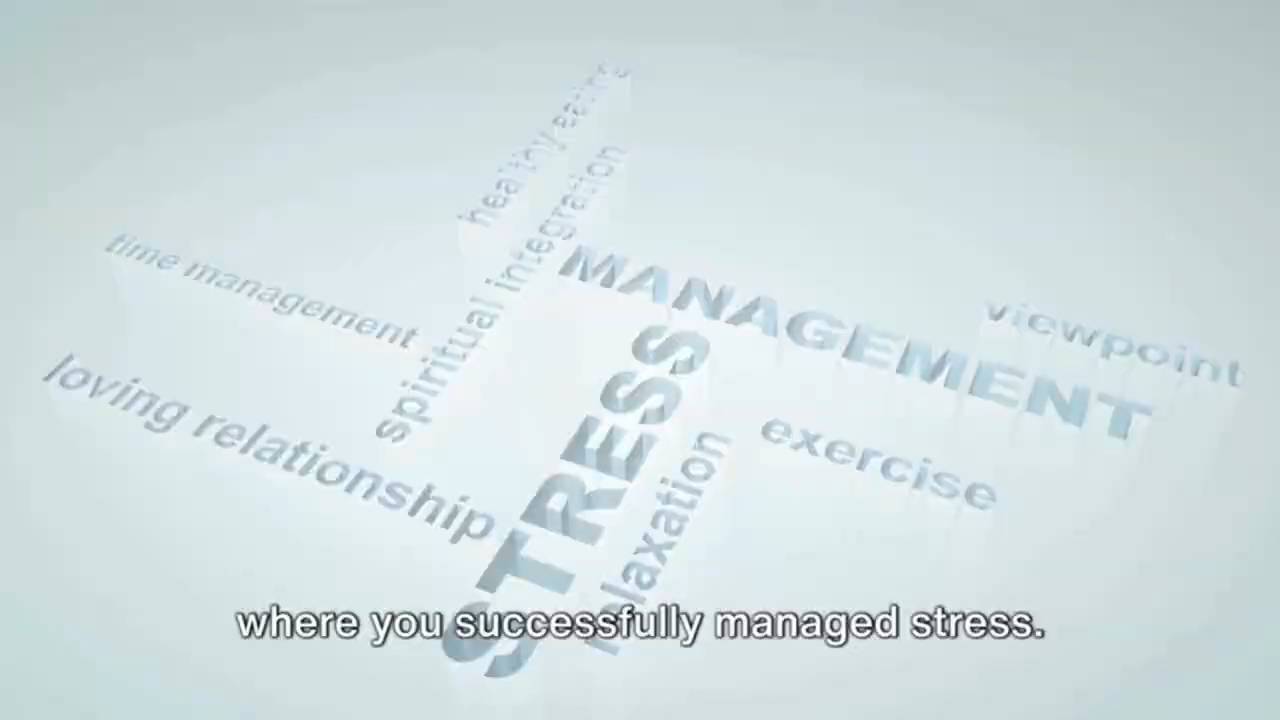 healthy eating
spiritual integration
time management
MANAGEMENT
viewpoint
loving relationship
STRESS
exercise
relaxation
where you successfully managed stress.